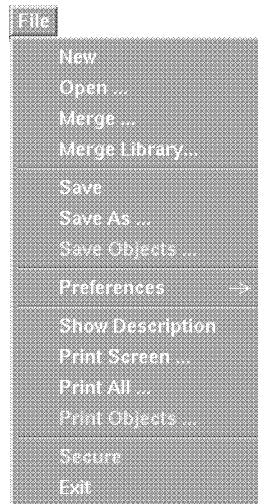 File
New
Open ...
Merge ...
Merge Library...
Save
Save As ...
Save Objects ...
Preferences
Show Description
Print Screen ...
Print All ...
Print Objects ...
Secure
Exit